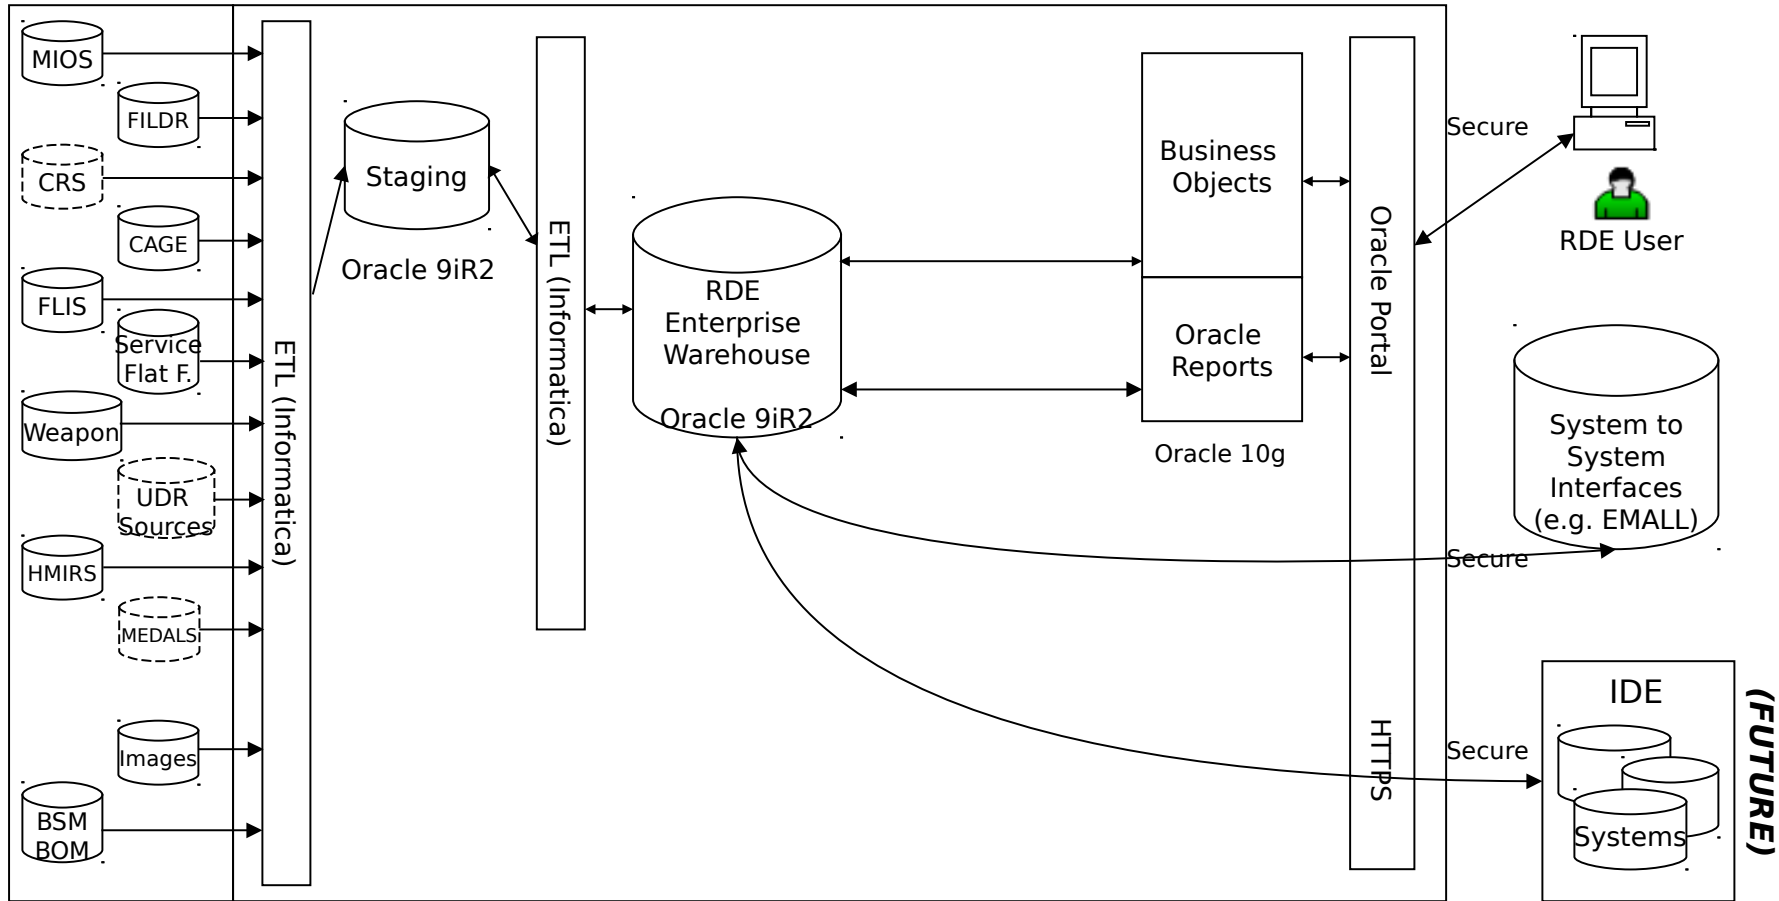 MIOS
FILDR
CRS
CAGE
FLIS
Service
Flat F.
Weapon
UDR
Sources
HMIRS
MEDALS
Images
BSM
BOM
ETL (Informatica)
Staging
Oracle 9iR2
ETL (Informatica)
RDE
Enterprise
Warehouse
Oracle 9iR2
Business
Objects
Oracle
Reports
Oracle 10g
Oracle Portal
HTTPS
Secure
RDE User
System to
System
Interfaces
(e.g. EMALL)
Secure
Secure
IDE
Systems
(FUTURE)